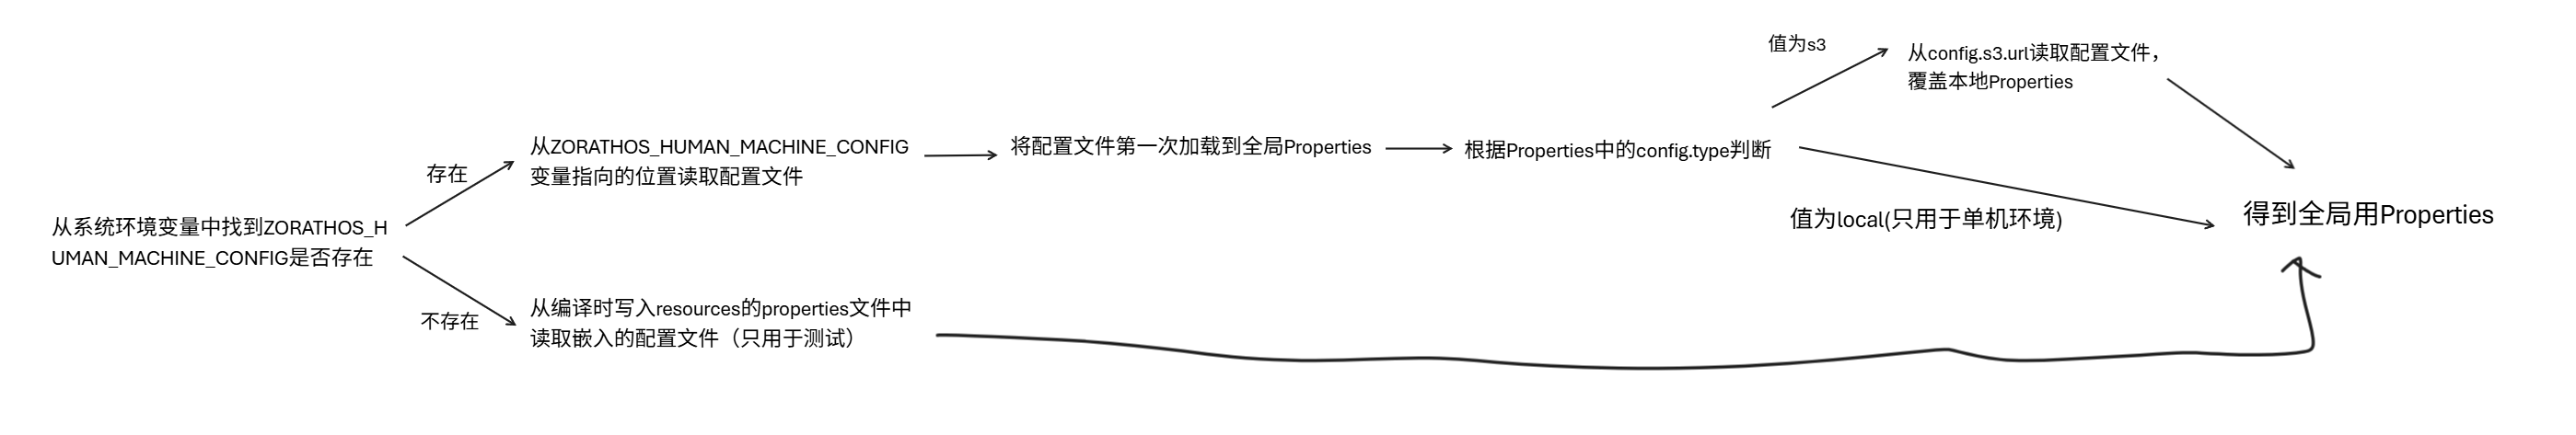 值为s3
从config.s3.url读取配置文件，
覆盖本地Properties
存在
从ZORATHOS_HUMAN_MACHINE_CONFIG
变量指向的位置读取配置文件
将配置文件第一次加载到全局Properties
根据Properties中的config.type判断
值为local(只用于单机环境)
得到全局用Properties
从系统环境变量中找到ZORATHOS_H
UMAN_MACHINE_CONFIG是否存在
不存在
从编译时写入resources的properties文件中
读取嵌入的配置文件（只用于测试）